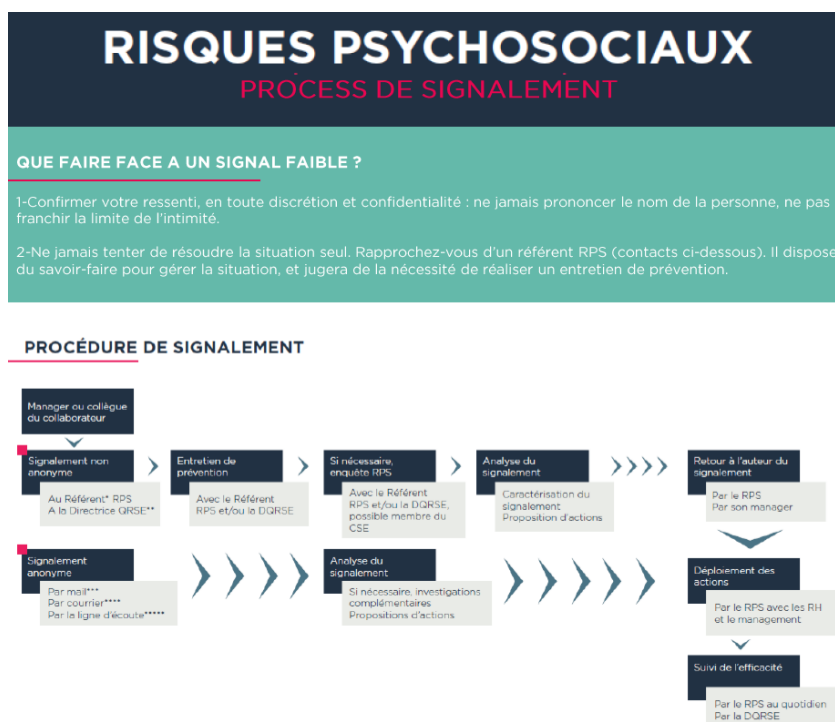 RISQUES PSYCHOSOCIAUX
PROCESS DE SIGNALEMENT
QUE FAIRE FACE A UN SIGNAL FAIBLE ?
1-Confirmer votre ressenti, en toute discrétion et confidentialité : ne jamais prononcer le nom de la personne, ne pas
franchir la limite de l'intimité.
2-Ne jamais tenter de résoudre la situation seul. Rapprochez-vous d'un référent RPS (contacts ci-dessous). Il dispose
du savoir-faire pour gérer la situation, et jugera de la nécessité de réaliser un entretien de prévention.
PROCÉDURE DE SIGNALEMENT
Manager ou collègue
du collaborateur
Signalement non
anonyme
Au Référent* RPS
A la Directrice QRSE**
Entretien de
prévention
Avec le Référent
RPS et/ou la DQRSE
Si nécessaire,
enquête RPS
Avec le Référent
RPS et/ou la DQRSE,
possible membre du
CSE
Analyse du
signalement
Caractérisation du
signalement
Proposition d'actions
Retour à l'auteur du
signalement
Par le RPS
Par son manager
Signalement
anonyme
Par mail***
Par courrier****
Par la ligne d'écoute*****
Analyse du
signalement
Si nécessaire, investigations
complémentaires
Propositions d'actions
Déploiement des
actions
Par le RPS avec les RH
et le management
Suivi de l'efficacité
Par le RPS au quotidien
Par la DQRSE